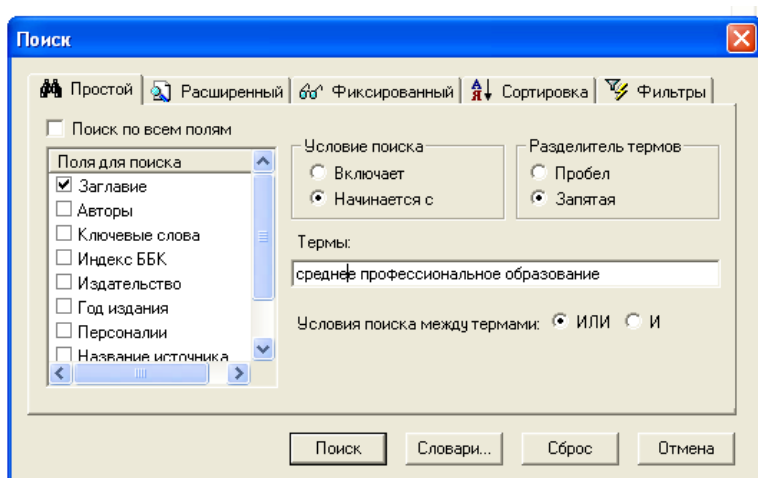 Поиск
Простой Расширенный Фиксированный Сортировка Фильтры
Поиск по всем полям
Поля для поиска
Заглавие
Авторы
Ключевые слова
Индекс ББК
Издательство
Год издания
Персоналии
Название источника
Условие поиска
Включает
Начинается с
Разделитель термов
Пробел
Запятая
Термы:
среднее профессиональное образование
Условия поиска между термами: ИЛИ И
Поиск Словари... Сброс Отмена